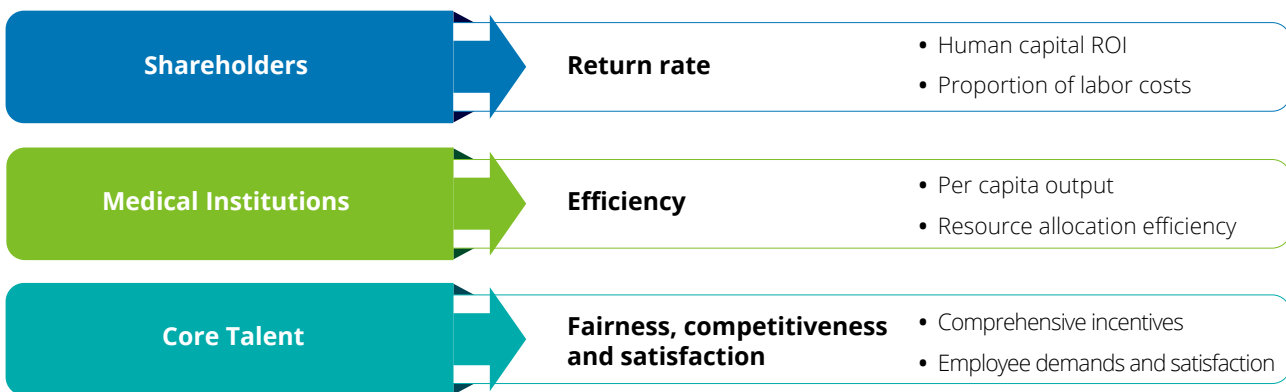 Shareholders
Return rate
• Human capital ROI
• Proportion of labor costs
Medical Institutions
Efficiency
• Per capita output
• Resource allocation efficiency
Core Talent
Fairness, competitiveness
and satisfaction
• Comprehensive incentives
• Employee demands and satisfaction